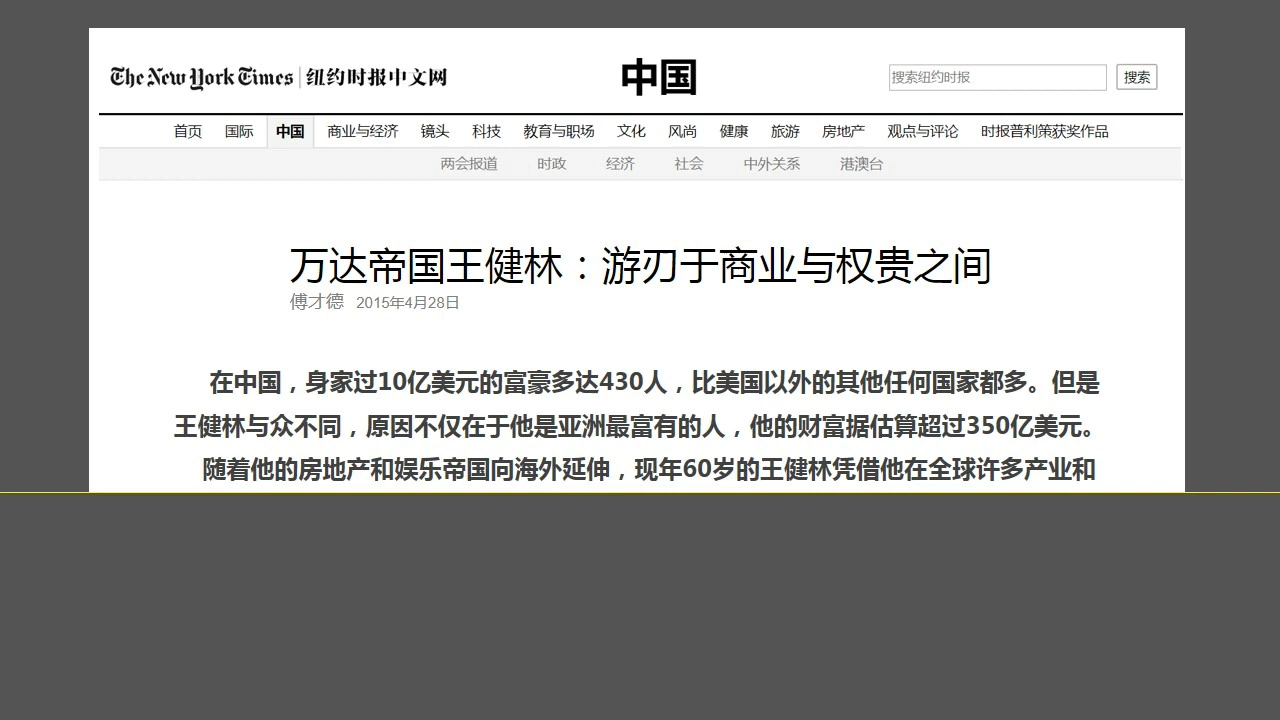 The New York Times | 纽约时报中文网
中国
搜索纽约时报
搜索
首页 国际 中国 商业与经济 镜头 科技 教育与职场 文化 风尚 健康 旅游 房地产 观点与评论 时报普利策获奖作品
两会报道 时政 经济 社会 中外关系 港澳台
万达帝国王健林：游刃于商业与权贵之间
傅才德 2015年4月28日
在中国，身家过10亿美元的富豪多达430人，比美国以外的其他任何国家都多。但是
王健林与众不同，原因不仅在于他是亚洲最富有的人，他的财富据估算超过350亿美元。
随着他的房地产和娱乐帝国向海外延伸，现年60岁的王健林凭借他在全球许多产业和